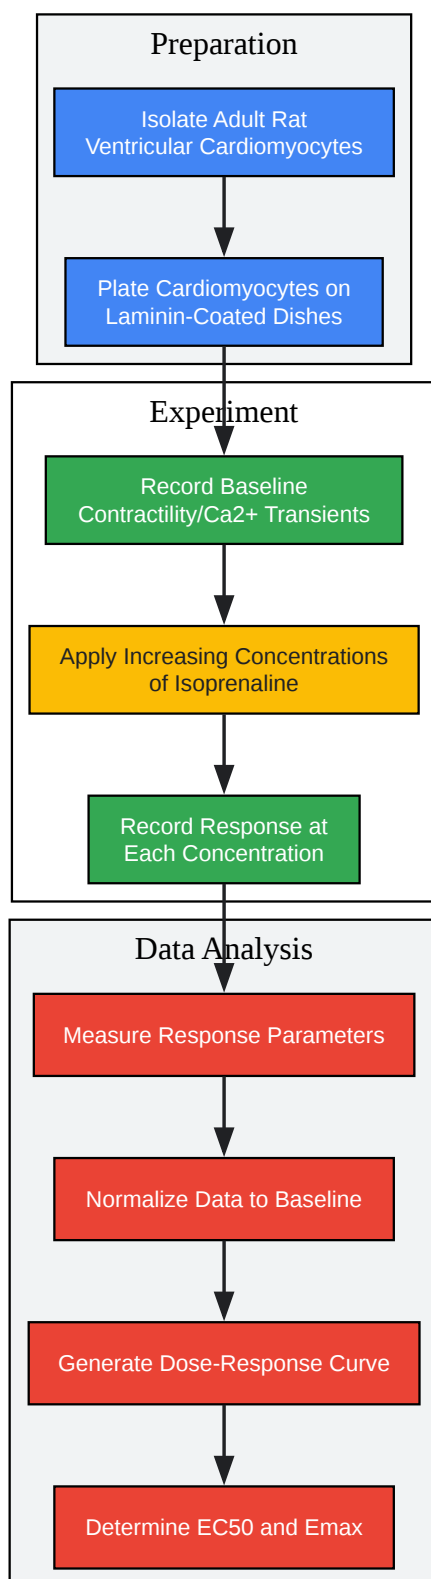 Preparation
Isolate Adult Rat
Ventricular Cardiomyocytes
Plate Cardiomyocytes on
Laminin-Coated Dishes
Experiment
Record Baseline
Contractility/Ca2+ Transients
Apply Increasing Concentrations
of Isoprenaline
Record Response at
Each Concentration
Data Analysis
Measure Response Parameters
Normalize Data to Baseline
Generate Dose-Response Curve
Determine EC50 and Emax